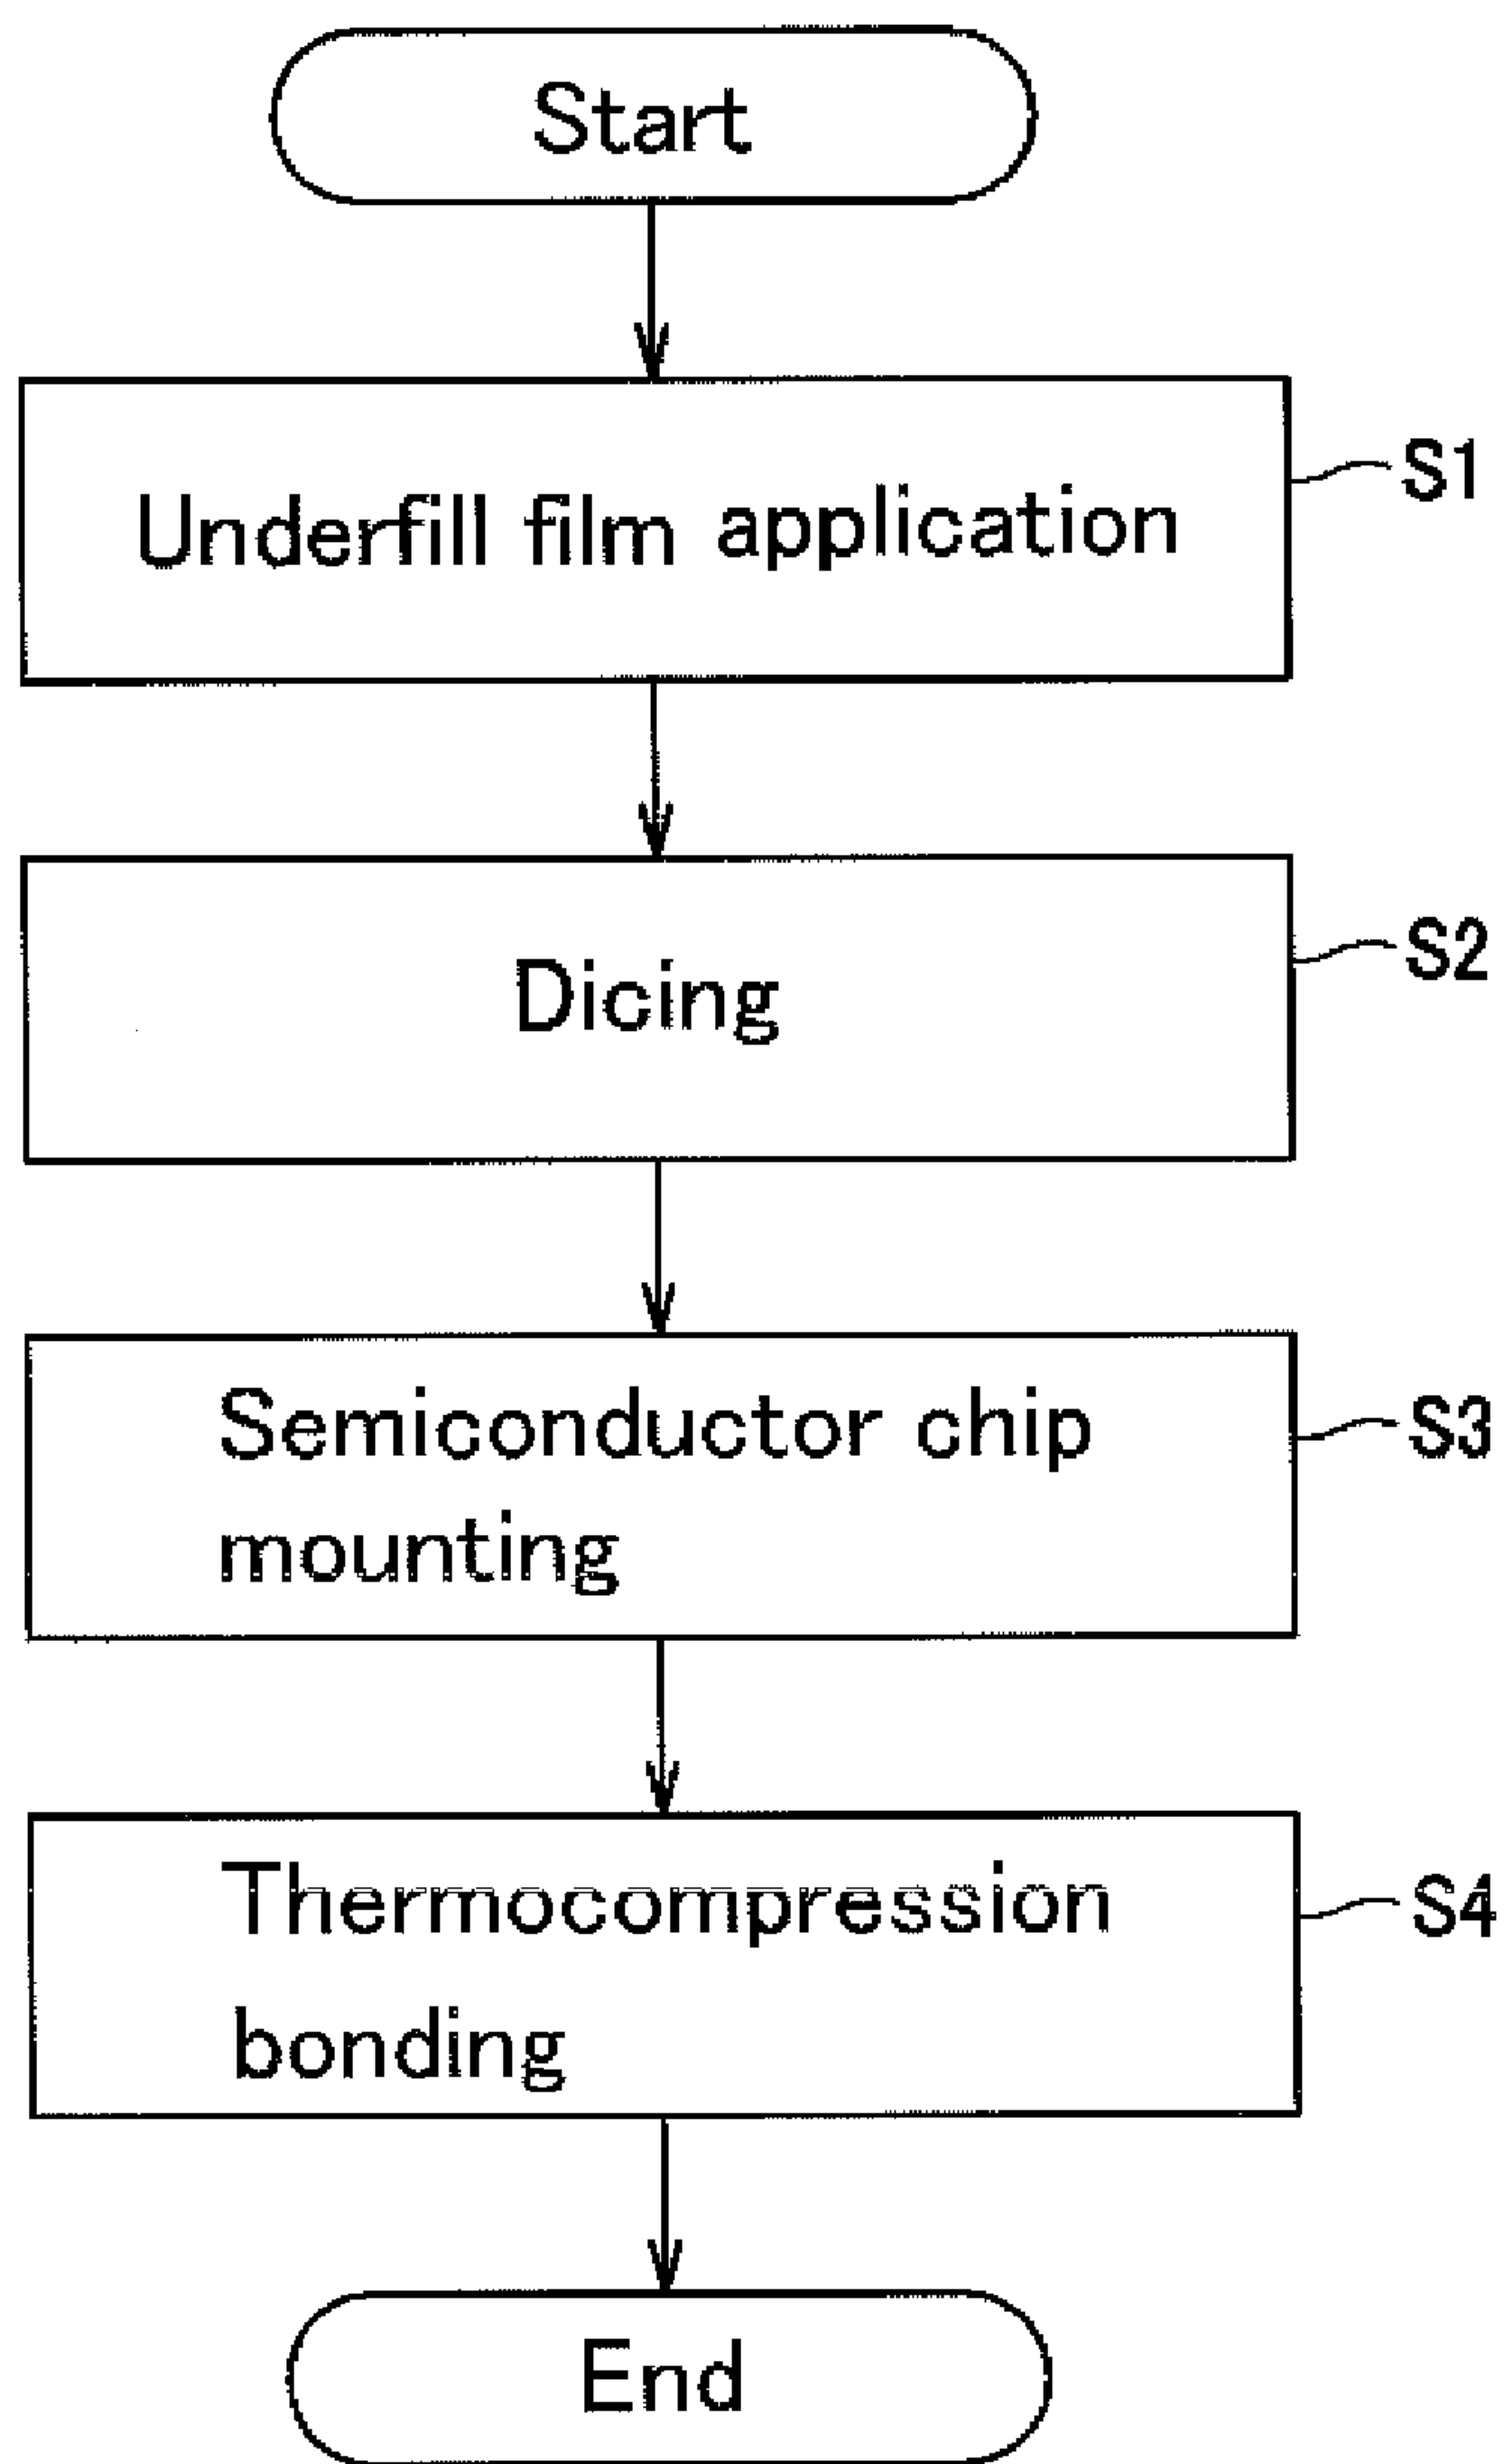 Start
Underfill film application
S1
Dicing
S2
Semiconductor chip
mounting
S3
Thermocompression
bonding
S4
End